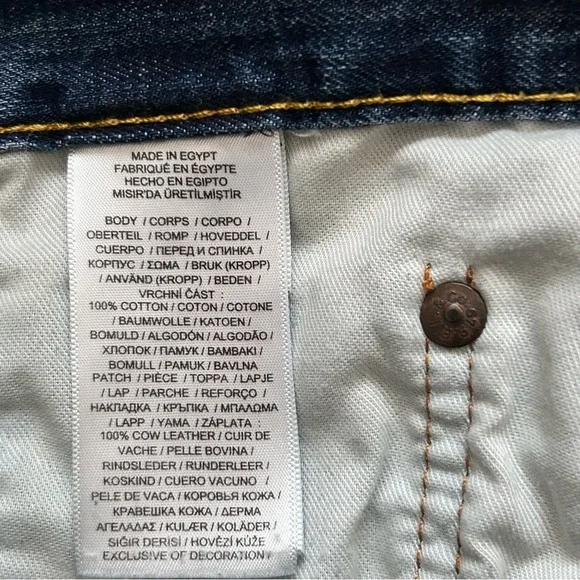 MADE IN EGYPT
FABRIQUÉ EN ÉGYPTE
HECHO EN EGIPTO
MISIR'DA ÜRETİLMİŞTİR
BODY / CORPS / CORPO /
OBERTEIL / ROMP / HOVEDDEL /
CUERPO / ПЕРЕД И СПИНКА /
КОРПУС / ΣΩΜΑ / BRUK (KROPP)
/ ANVÄND (KROPP) / BEDEN /
VRCHNÍ ČÁST :
100% COTTON / COTON / COTONE
/ BAUMWOLLE / KATOEN /
BOMULD / ALGODÓN / ALGODÃO /
ХЛОПОК / ПАМУК / ΒΑΜΒΑΚΙ /
BOMULL / PAMUK / BAVLNA
PATCH / PIÈCE / TOPPA / LAPJE
/ LAP / PARCHE / REFORÇO /
НАКЛАДКА / КРЪПКА / ΜΠΑΛΩΜΑ
/ LAPP / YAMA / ZÁPLATA :
100% COW LEATHER / CUIR DE
VACHE / PELLE BOVINA /
RINDSLEDER / RUNDERLEER /
KOSKIND / CUERO VACUNO /
PELE DE VACA / КОРОВЬЯ КОЖА /
КРАВЕШКА КОЖА / ΔΕΡΜΑ
ΑΓΕΛΑΔΑΣ / KULÆR / KOLÄDER /
SIĞIR DERİSİ / HOVĚZÍ KŮŽE
EXCLUSIVE OF DECORATION /